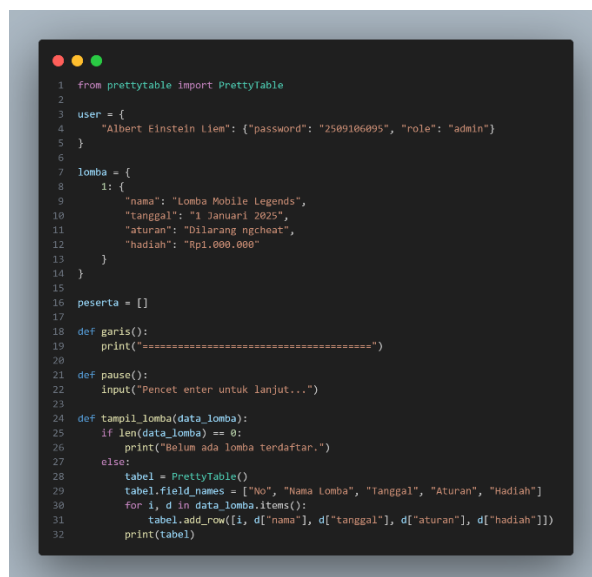 1 from prettytable import PrettyTable
2
3 user = {
4     "Albert Einstein Liem": {"password": "2509106095", "role": "admin"}
5 }
6
7 lomba = {
8     1: {
9         "nama": "Lomba Mobile Legends",
10         "tanggal": "1 Januari 2025",
11         "aturan": "Dilarang ngcheat",
12         "hadiah": "Rp1.000.000"
13     }
14 }
15
16 peserta = []
17
18 def garis():
19     print("=======================================")
20
21 def pause():
22     input("Pencet enter untuk lanjut...")
23
24 def tampil_lomba(data_lomba):
25     if len(data_lomba) == 0:
26         print("Belum ada lomba terdaftar.")
27     else:
28         tabel = PrettyTable()
29         tabel.field_names = ["No", "Nama Lomba", "Tanggal", "Aturan", "Hadiah"]
30         for i, d in data_lomba.items():
31             tabel.add_row([i, d["nama"], d["tanggal"], d["aturan"], d["hadiah"]])
32         print(tabel)